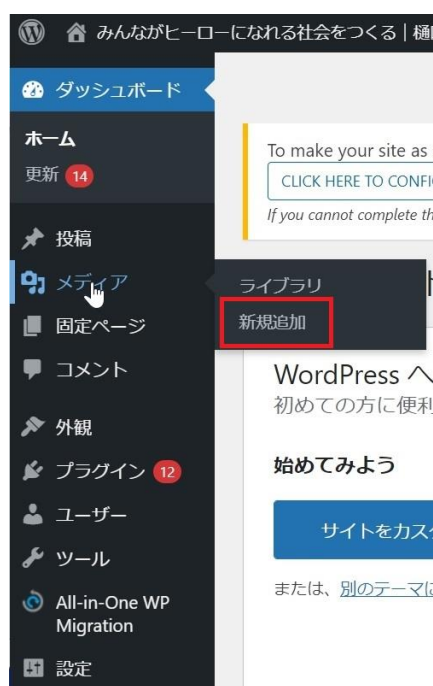 みんながヒーローになれる社会をつくる | 樋
ダッシュボード
ホーム
更新 14
To make your site as
CLICK HERE TO CONFI
If you cannot complete th
投稿
メディア
ライブラリ
新規追加
固定ページ
コメント
WordPress へ
初めての方に便利
外観
始めてみよう
プラグイン 12
ユーザー
サイトをカスタ
ツール
または、別のテーマに
All-in-One WP
Migration
設定